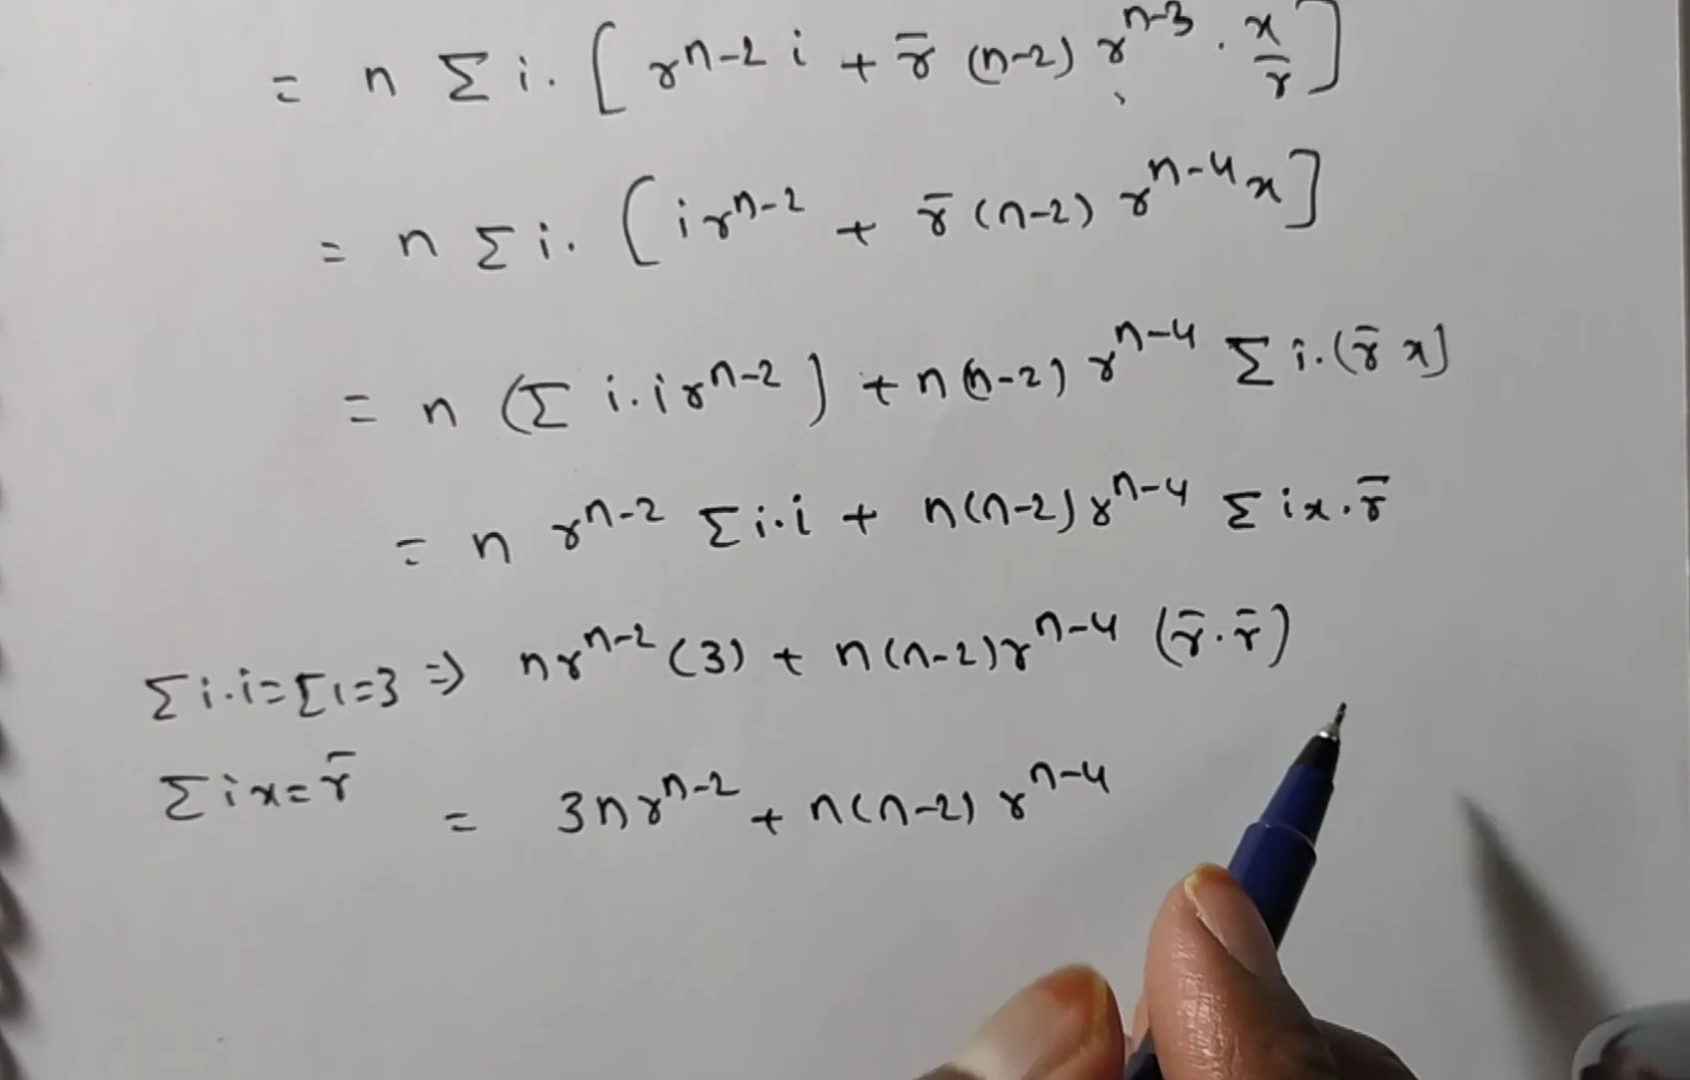 = n Σ i. [ r^{n-2} i + r̄ (n-2) r^{n-3} . x/r ]
= n Σ i. [ i r^{n-2} + r̄ (n-2) r^{n-4} x ]
= n (Σ i.i r^{n-2}) + n(n-2) r^{n-4} Σ i.(r̄ x)
= n r^{n-2} Σ i.i + n(n-2) r^{n-4} Σ ix.r̄
Σ i.i = Σ1=3 ⇒ n r^{n-2} (3) + n(n-2) r^{n-4} (r̄.r̄)
Σ ix = r̄
= 3n r^{n-2} + n(n-2) r^{n-4}